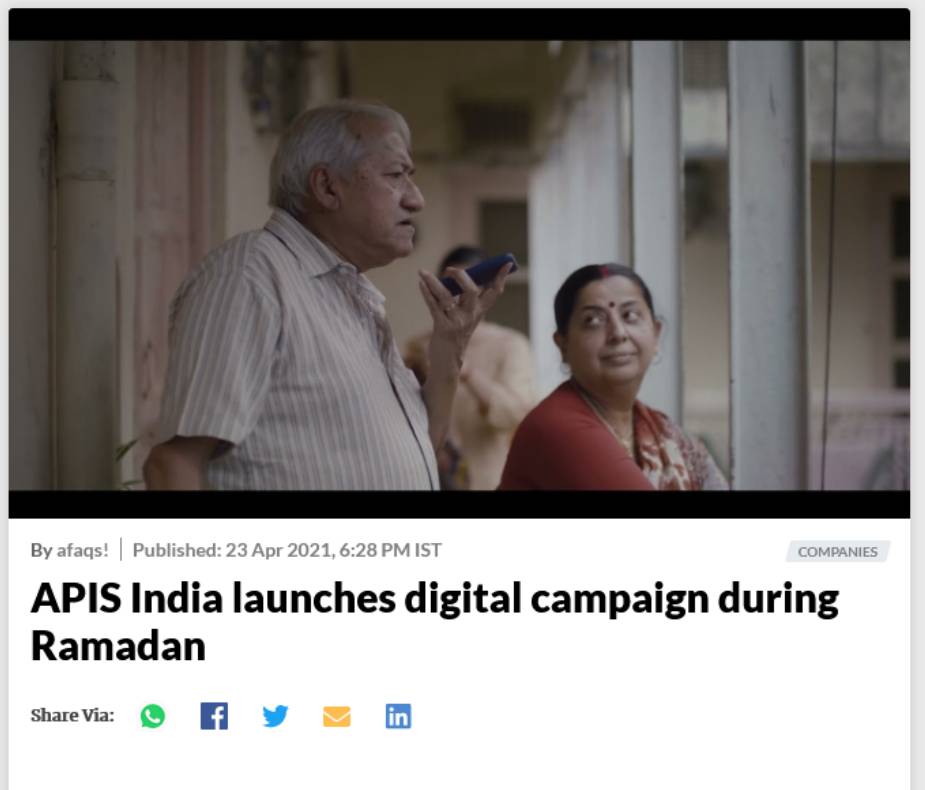 By afaqs! | Published: 23 Apr 2021, 6:28 PM IST
COMPANIES
APIS India launches digital campaign during
Ramadan
Share Via: